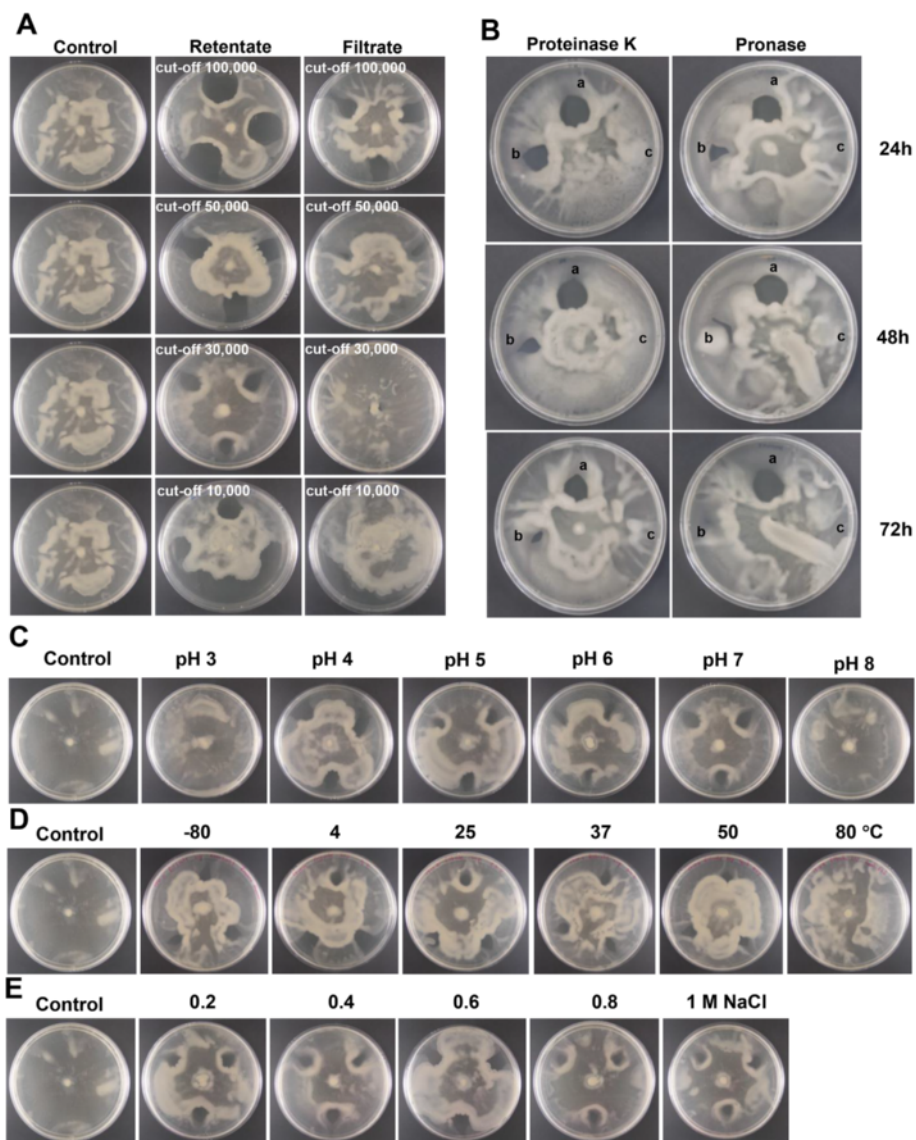 A
Control Retentate Filtrate
cut-off 100,000 cut-off 100,000
cut-off 50,000 cut-off 50,000
cut-off 30,000 cut-off 30,000
cut-off 10,000 cut-off 10,000
B
Proteinase K Pronase
a a
b c b c 24h
a a
b c b c 48h
a a
b c b c 72h
C
Control pH 3 pH 4 pH 5 pH 6 pH 7 pH 8
D
Control -80 4 25 37 50 80 °C
E
Control 0.2 0.4 0.6 0.8 1 M NaCl